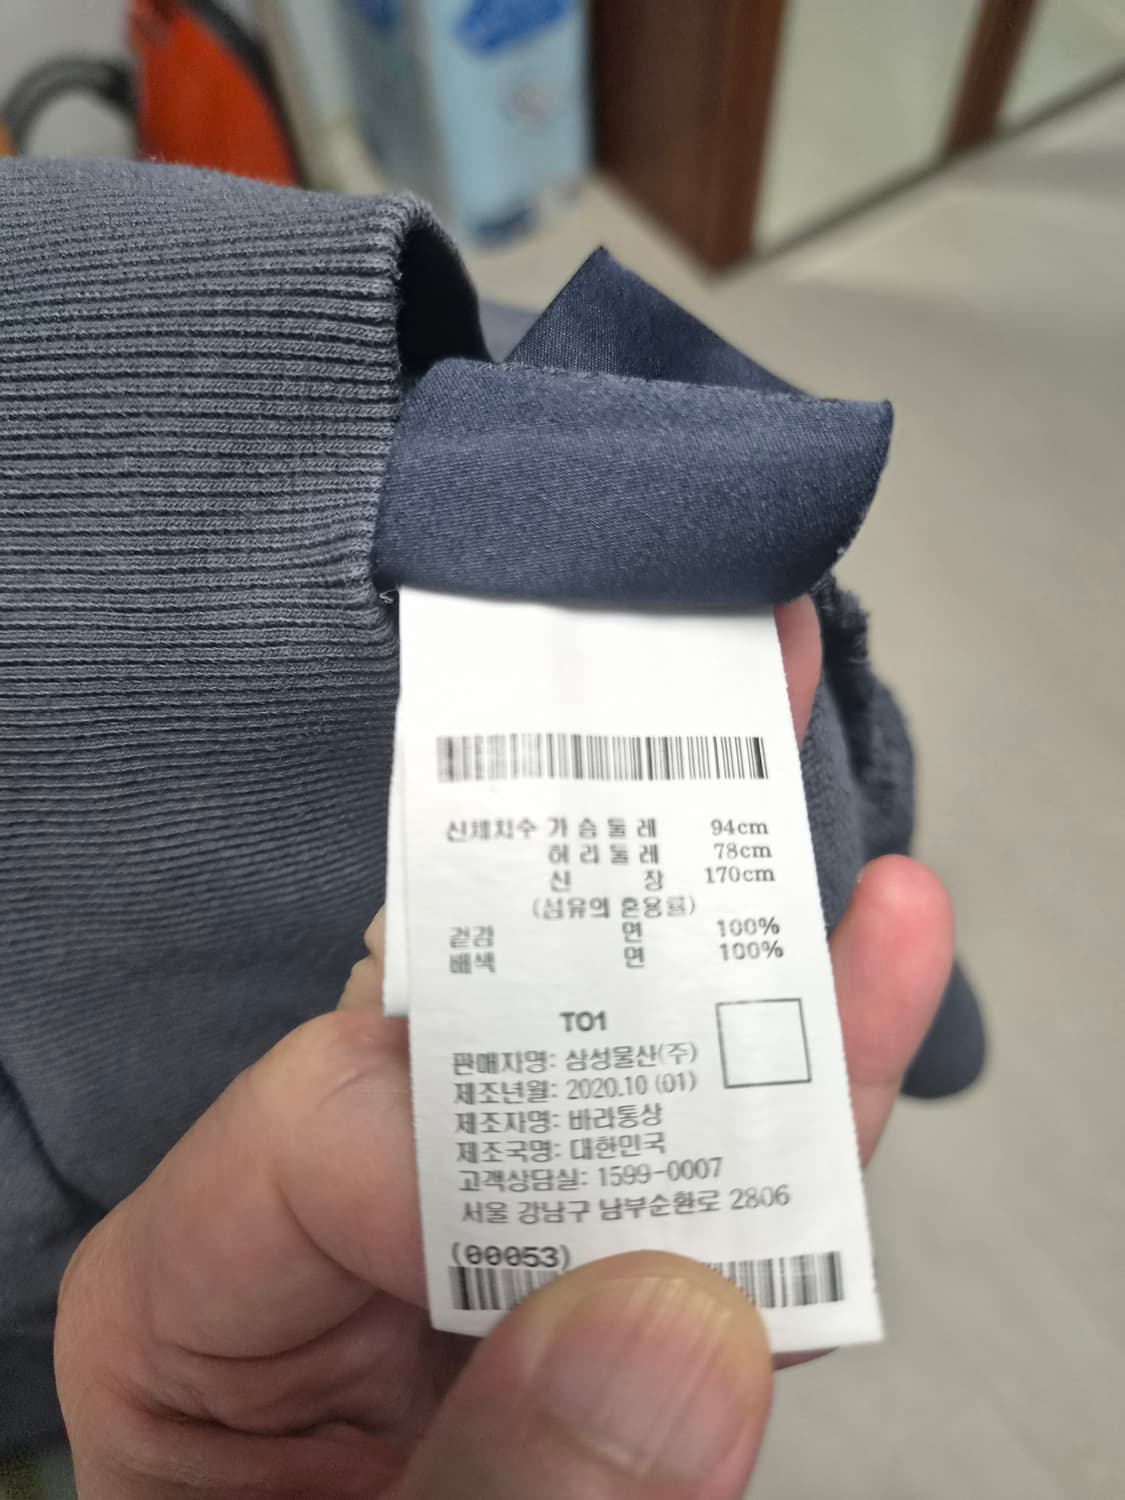 신체치수 가 슴 둘 레 94cm
허 리 둘 레 78cm
신 장 170cm
(섬유의 혼용률)
겉감 면 100%
배색 면 100%
T01
판매자명: 삼성물산(주)
제조년월: 2020.10 (01)
제조자명: 바라통상
제조국명: 대한민국
고객상담실: 1599-0007
서울 강남구 남부순환로 2806
(00053)